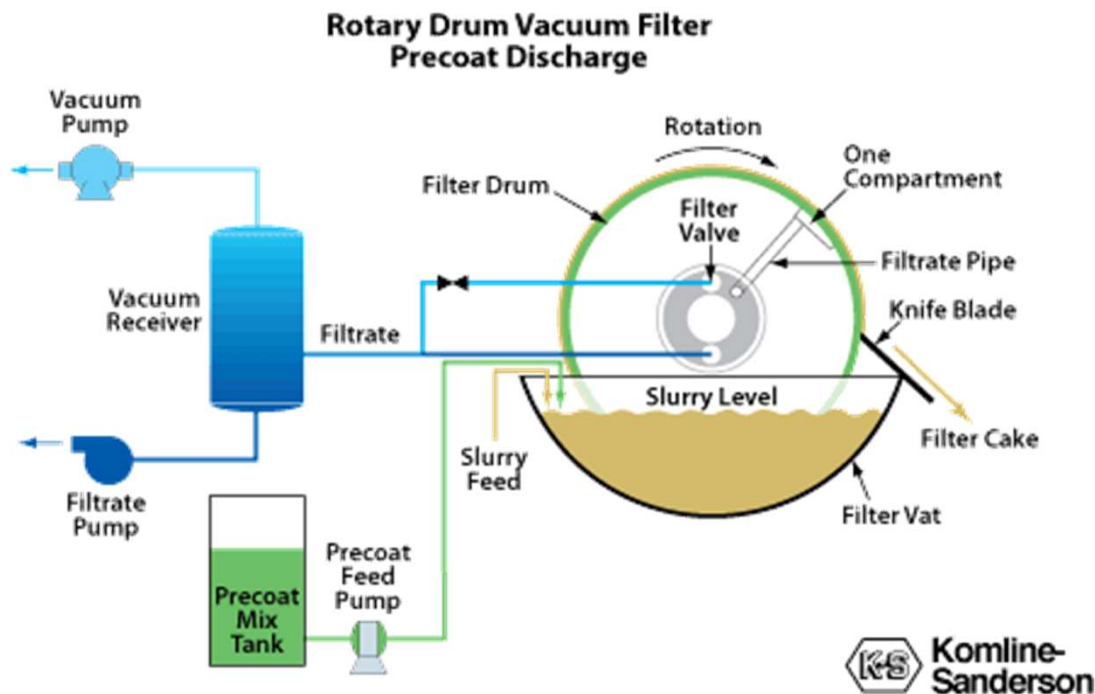 Rotary Drum Vacuum Filter
Precoat Discharge
Vacuum
Pump
Rotation
One
Compartment
Filter Drum
Filter
Valve
Filtrate Pipe
Vacuum
Receiver
Filtrate
Knife Blade
Slurry Level
Filter Cake
Slurry
Feed
Filtrate
Pump
Filter Vat
Precoat
Feed
Pump
Precoat
Mix
Tank
K-S
Komline-
Sanderson